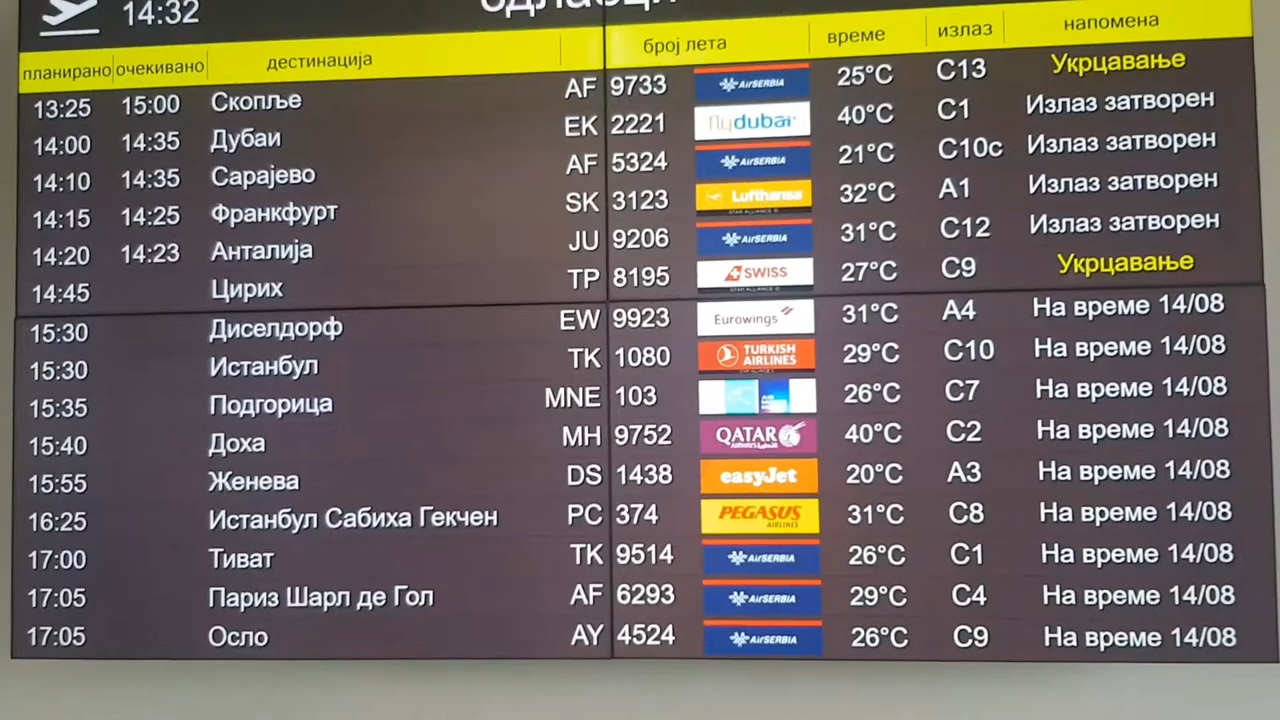 14:32 одласци
планирано очекивано дестинација број лета време излаз напомена
13:25 15:00 Скопље AF 9733 AirSERBIA 25°C C13 Укрцавање
14:00 14:35 Дубаи EK 2221 flydubai 40°C C1 Излаз затворен
14:10 14:35 Сарајево AF 5324 AirSERBIA 21°C C10c Излаз затворен
14:15 14:25 Франкфурт SK 3123 Lufthansa 32°C A1 Излаз затворен
14:20 14:23 Анталија JU 9206 AirSERBIA 31°C C12 Излаз затворен
14:45 Цирих TP 8195 SWISS 27°C C9 Укрцавање
15:30 Диселдорф EW 9923 Eurowings 31°C A4 На време 14/08
15:30 Истанбул TK 1080 TURKISH AIRLINES 29°C C10 На време 14/08
15:35 Подгорица MNE 103 26°C C7 На време 14/08
15:40 Доха MH 9752 QATAR AIRWAYS 40°C C2 На време 14/08
15:55 Женева DS 1438 easyJet 20°C A3 На време 14/08
16:25 Истанбул Сабиха Гекчен PC 374 PEGASUS AIRLINES 31°C C8 На време 14/08
17:00 Тиват TK 9514 AirSERBIA 26°C C1 На време 14/08
17:05 Париз Шарл де Гол AF 6293 AirSERBIA 29°C C4 На време 14/08
17:05 Осло AY 4524 AirSERBIA 26°C C9 На време 14/08